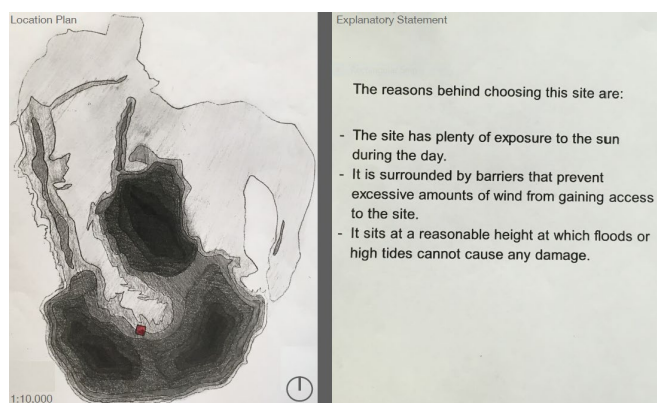 Location Plan
1:10,000
Explanatory Statement
The reasons behind choosing this site are:
- The site has plenty of exposure to the sun
during the day.
- It is surrounded by barriers that prevent
excessive amounts of wind from gaining access
to the site.
- It sits at a reasonable height at which floods or
high tides cannot cause any damage.